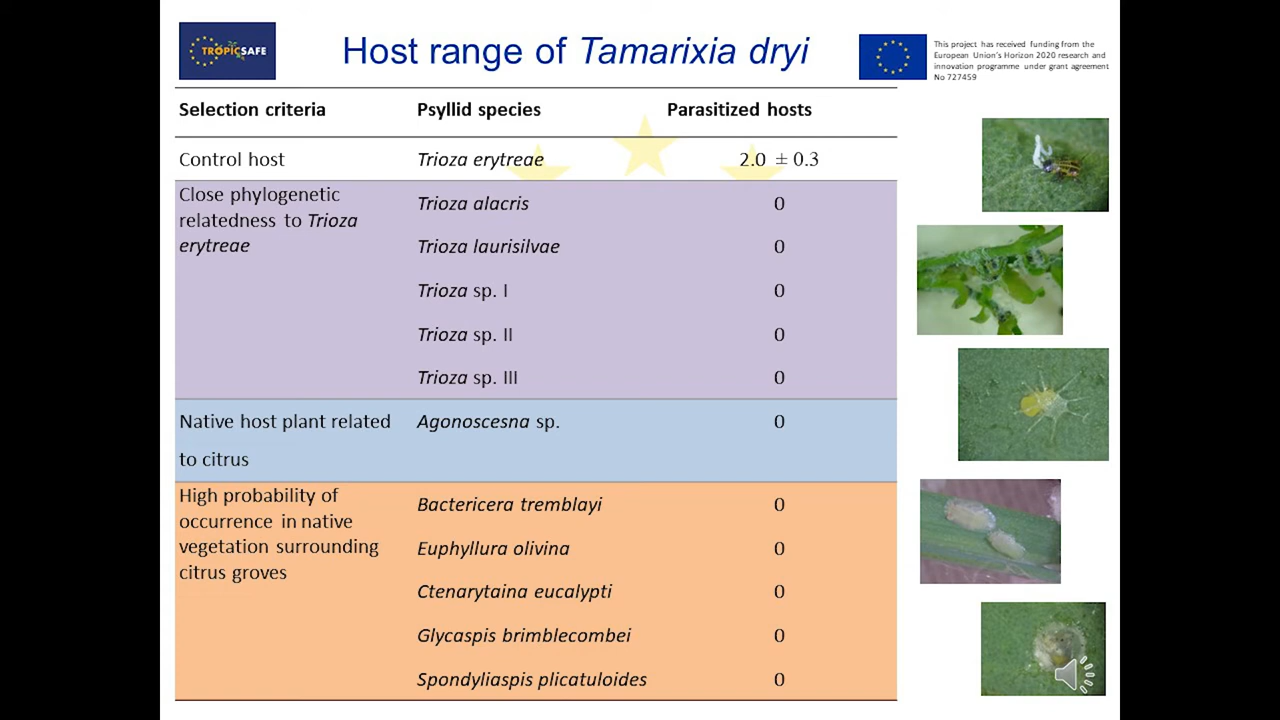 TROPICSAFE
Host range of Tamarixia dryi
This project has received funding from the
European Union's Horizon 2020 research and
innovation programme under grant agreement
No 727459
Selection criteria Psyllid species Parasitized hosts
Control host Trioza erytreae 2.0 ± 0.3
Close phylogenetic
relatedness to Trioza
erytreae
Trioza alacris 0
Trioza laurisilvae 0
Trioza sp. I 0
Trioza sp. II 0
Trioza sp. III 0
Native host plant related
to citrus
Agonoscesna sp. 0
High probability of
occurrence in native
vegetation surrounding
citrus groves
Bactericera tremblayi 0
Euphyllura olivina 0
Ctenarytaina eucalypti 0
Glycaspis brimblecombei 0
Spondyliaspis plicatuloides 0